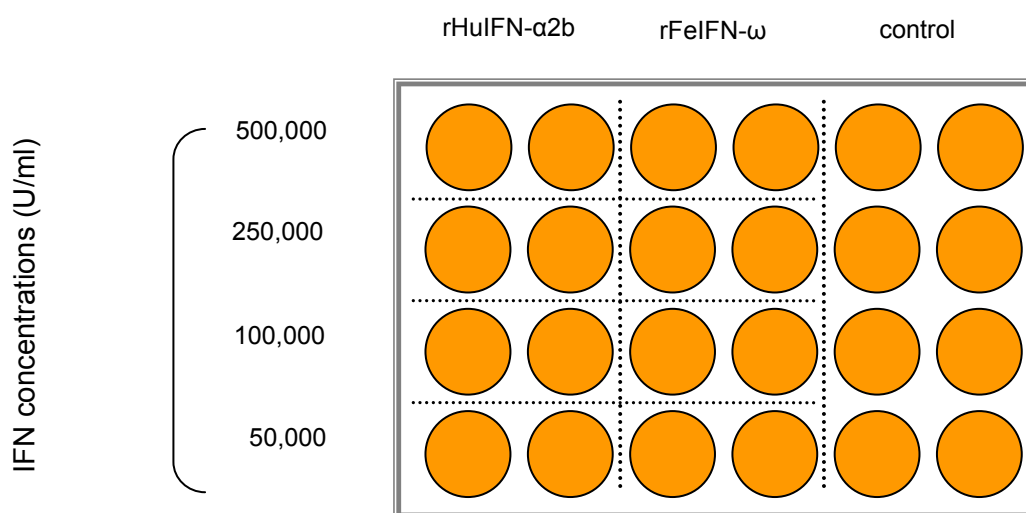 rHuIFN-α2b rFeIFN-ω control
IFN concentrations (U/ml)
500,000
250,000
100,000
50,000